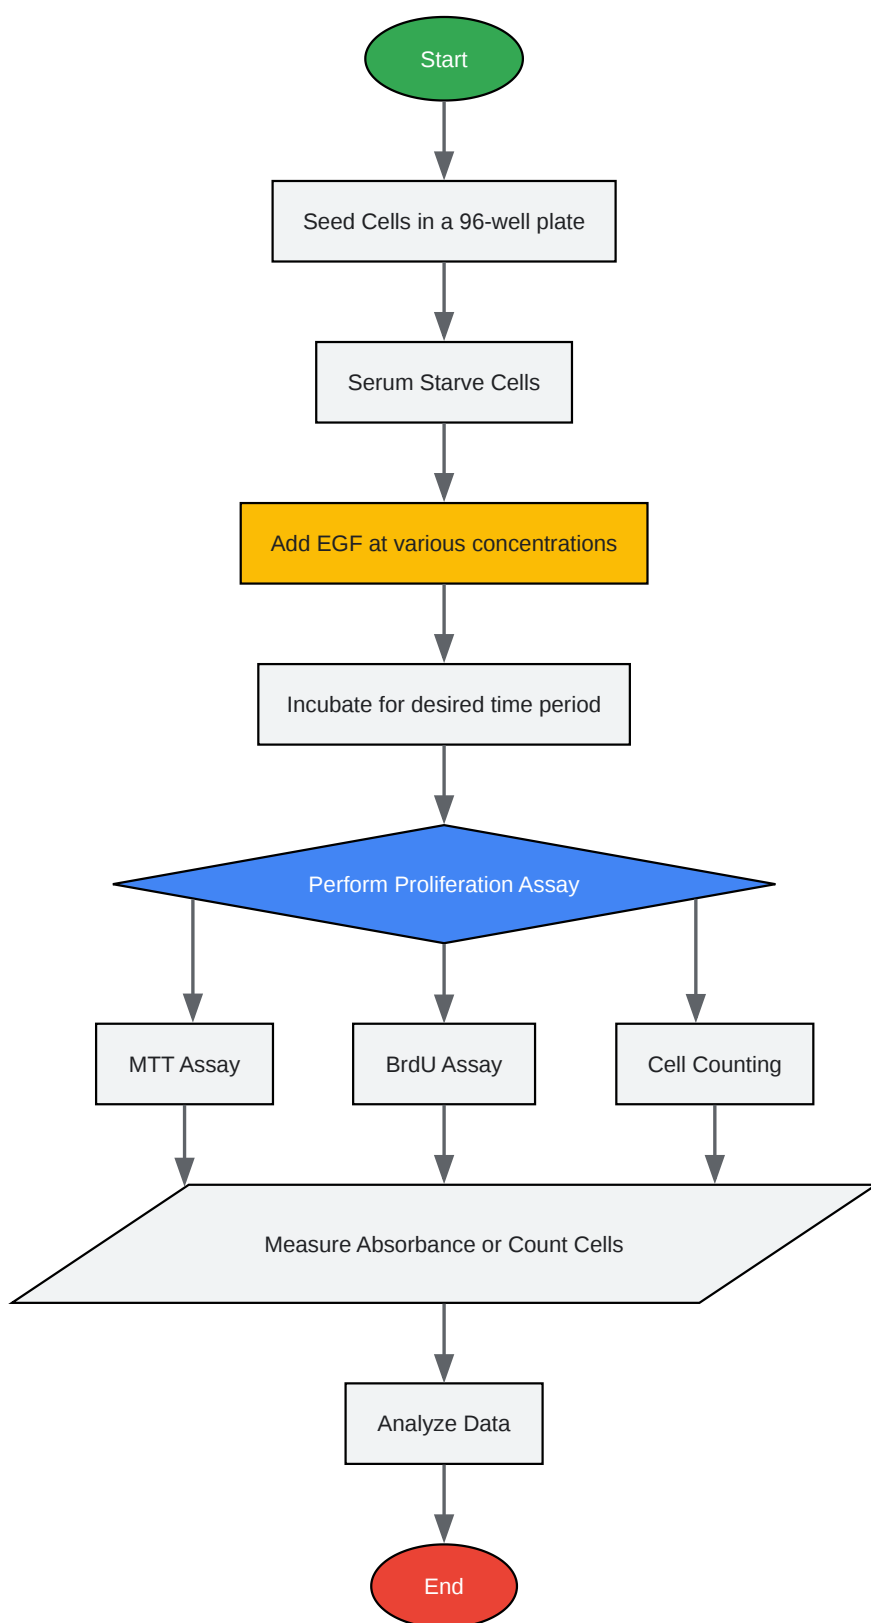 Start
Seed Cells in a 96-well plate
Serum Starve Cells
Add EGF at various concentrations
Incubate for desired time period
Perform Proliferation Assay
MTT Assay
BrdU Assay
Cell Counting
Measure Absorbance or Count Cells
Analyze Data
End